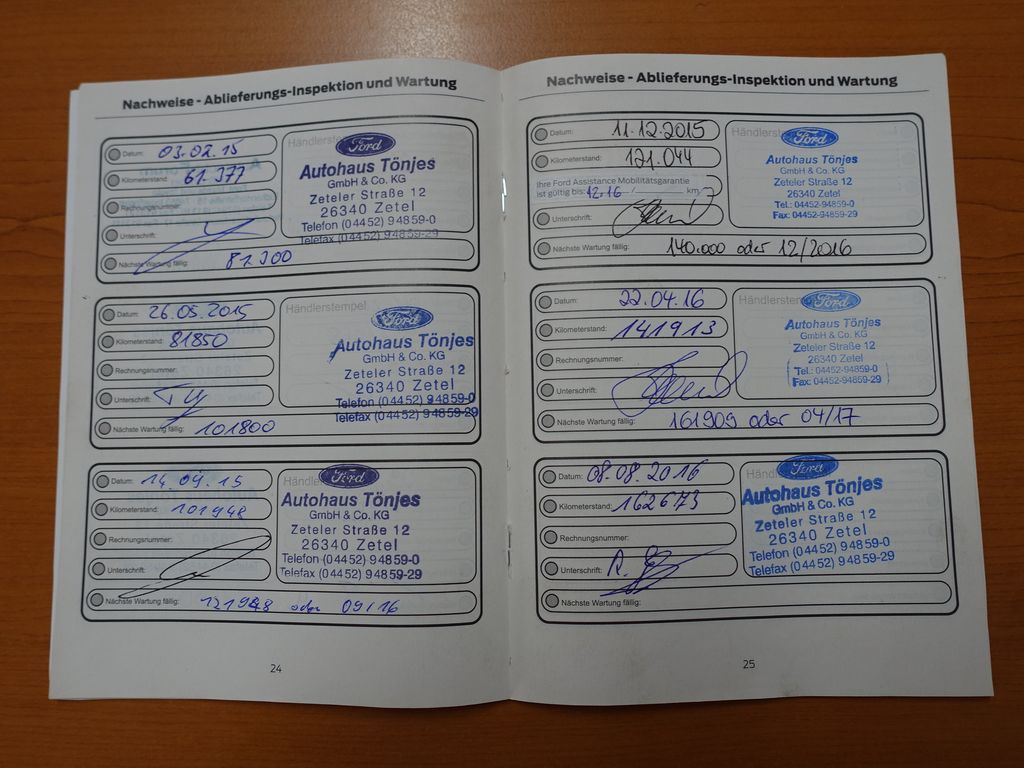 Nachweise - Ablieferungs-Inspektion und Wartung
Datum: 03.02.15
Kilometerstand: 61.377
Rechnungsnummer:
Unterschrift:
Nächste Wartung fällig: 81300
Händlerstempel
Ford
Autohaus Tönjes
GmbH & Co. KG
Zeteler Straße 12
26340 Zetel
Telefon (04452) 94859-0
Telefax (04452) 94859-29
Datum: 26.05.2015
Kilometerstand: 81850
Rechnungsnummer:
Unterschrift:
Nächste Wartung fällig: 101800
Händlerstempel
Ford
Autohaus Tönjes
GmbH & Co. KG
Zeteler Straße 12
26340 Zetel
Telefon (04452) 94859-0
Telefax (04452) 94859-29
Datum: 14.09.15
Kilometerstand: 101948
Rechnungsnummer:
Unterschrift:
Nächste Wartung fällig: 121948 oder 09/16
Ford
Autohaus Tönjes
GmbH & Co. KG
Zeteler Straße 12
26340 Zetel
Telefon (04452) 94859-0
Telefax (04452) 94859-29
24
Nachweise - Ablieferungs-Inspektion und Wartung
Datum: 11.12.2015
Kilometerstand: 121.044
Ihre Ford Assistance Mobilitätsgarantie
ist gültig bis: 12.16 / km
Unterschrift:
Nächste Wartung fällig: 140.000 oder 12/2016
Ford
Autohaus Tönjes
GmbH & Co. KG
Zeteler Straße 12
26340 Zetel
Tel.: 04452-94859-0
Fax: 04452-94859-29
Datum: 22.04.16
Kilometerstand: 141913
Rechnungsnummer:
Unterschrift:
Nächste Wartung fällig: 161909 oder 04/17
Ford
Autohaus Tönjes
GmbH & Co. KG
Zeteler Straße 12
26340 Zetel
Tel.: 04452-94859-0
Fax: 04452-94859-29
Datum: 08.08.2016
Kilometerstand: 162673
Rechnungsnummer:
Unterschrift:
Nächste Wartung fällig:
Ford
Autohaus Tönjes
GmbH & Co. KG
Zeteler Straße 12
26340 Zetel
Telefon (04452) 94859-0
Telefax (04452) 94859-29
25